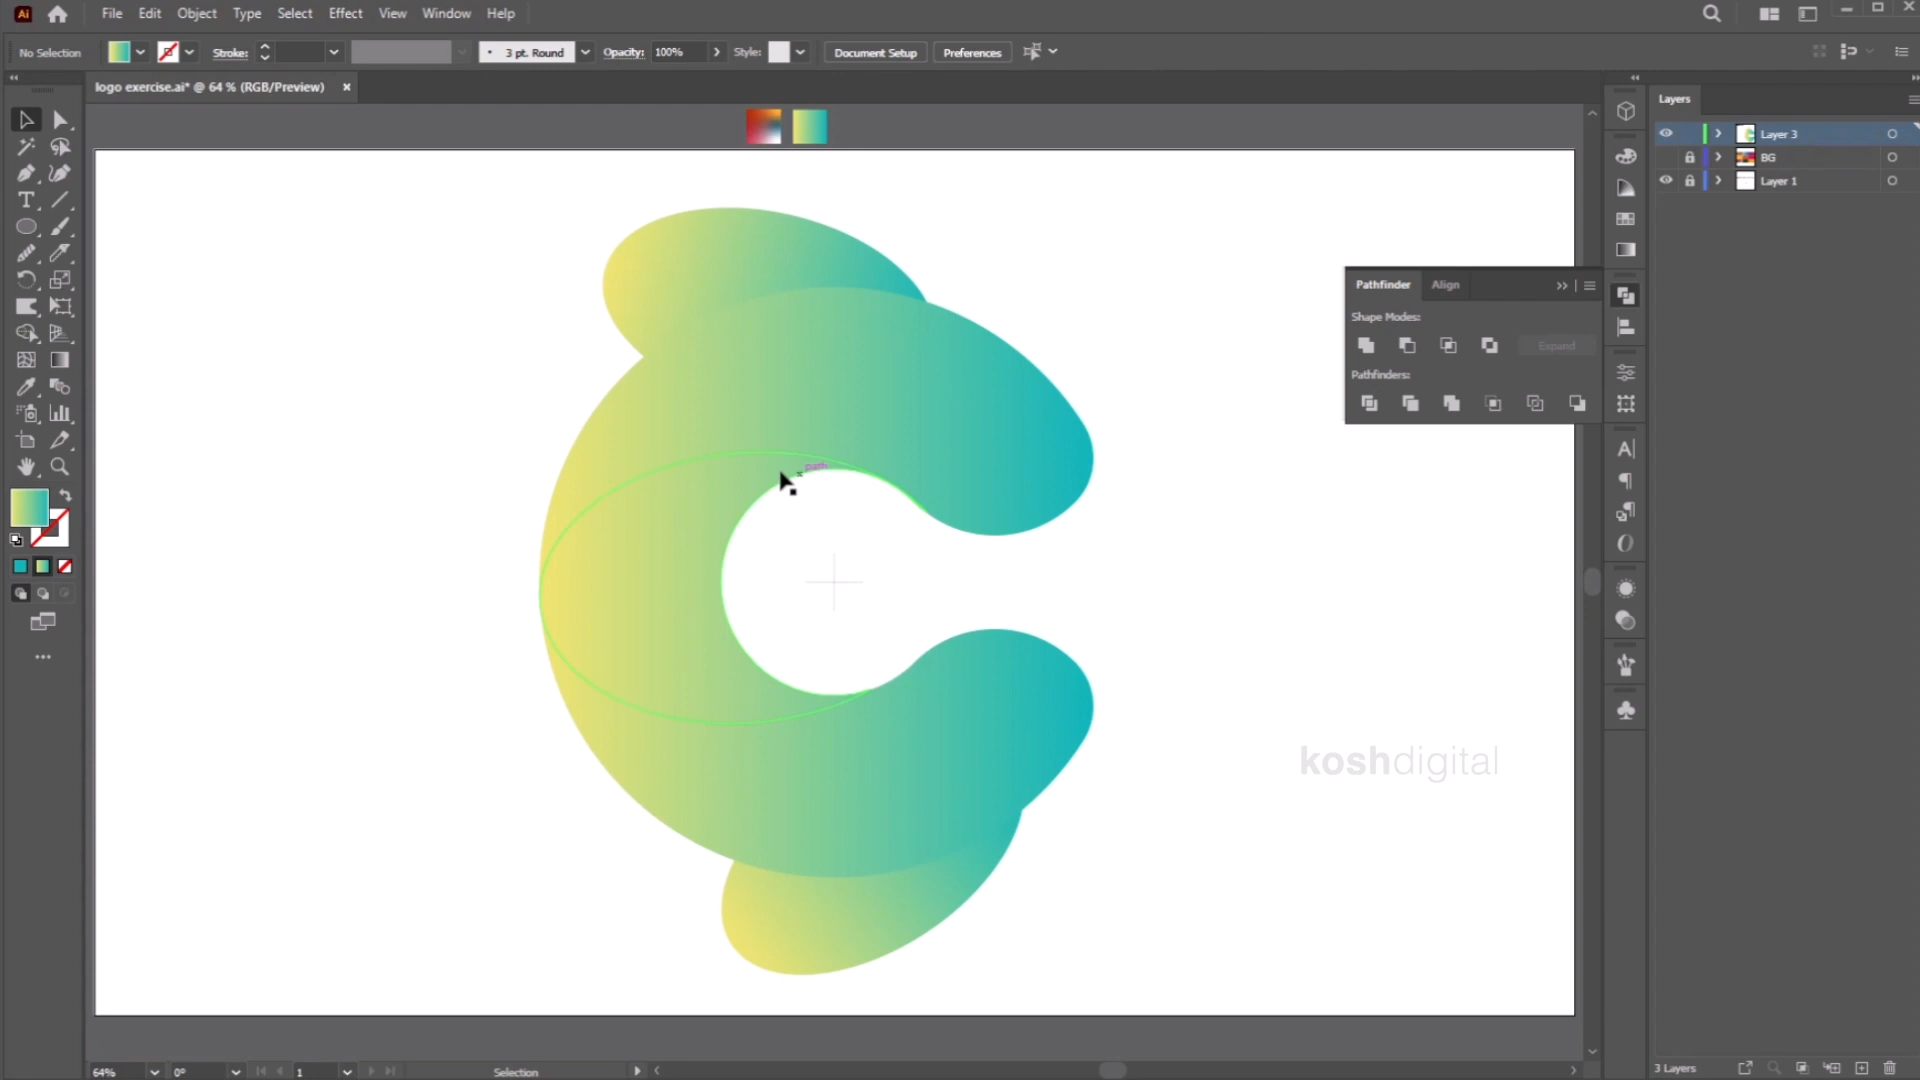 Ai File Edit Object Type Select Effect View Window Help
No Selection Stroke: 3 pt. Round Opacity: 100% Style: Document Setup Preferences
logo exercise.ai* @ 64 % (RGB/Preview)
Layers
Layer 3
BG
Layer 1
Pathfinder Align
Shape Modes:
Expand
Pathfinders:
path
koshdigital
64% 0° 1 Selection
3 Layers